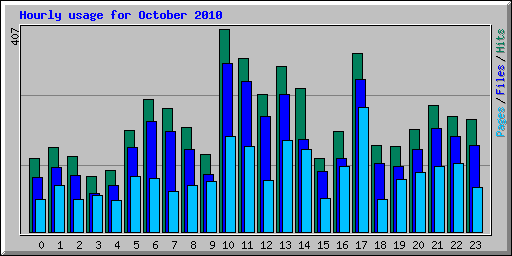 Hourly usage for October 2010
407
Pages / Files / Hits
0 1 2 3 4 5 6 7 8 9 10 11 12 13 14 15 16 17 18 19 20 21 22 23